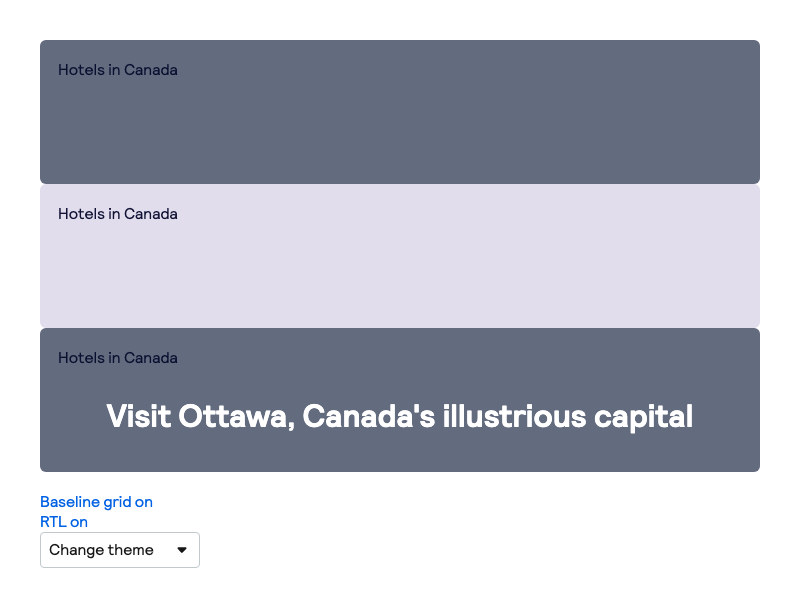 Hotels in Canada
Hotels in Canada
Hotels in Canada
Visit Ottawa, Canada's illustrious capital
Baseline grid on
RTL on
Change theme